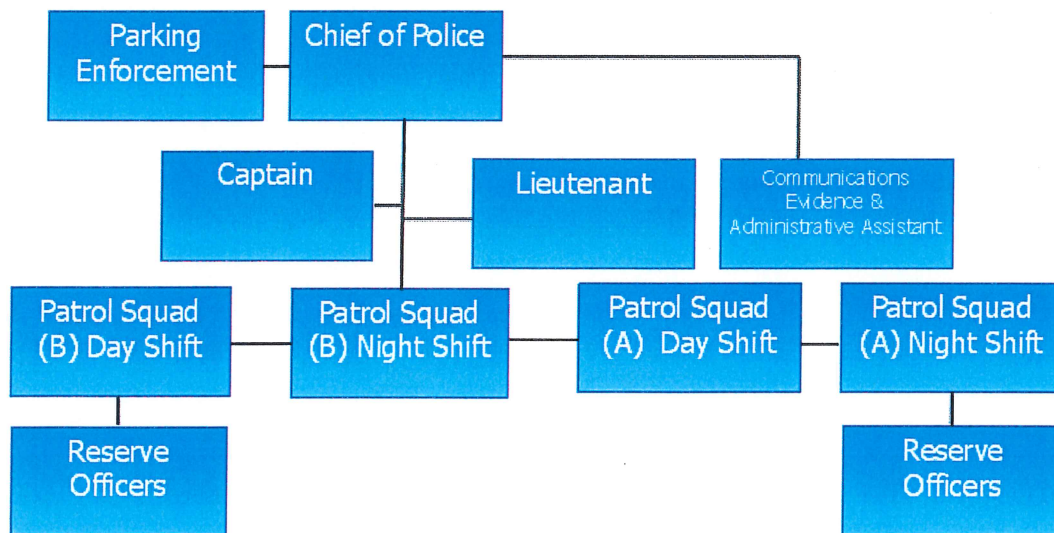 Parking
Enforcement
Chief of Police
Captain
Lieutenant
Communications
Evidence &
Administrative Assistant
Patrol Squad
(B) Day Shift
Patrol Squad
(B) Night Shift
Patrol Squad
(A) Day Shift
Patrol Squad
(A) Night Shift
Reserve
Officers
Reserve
Officers